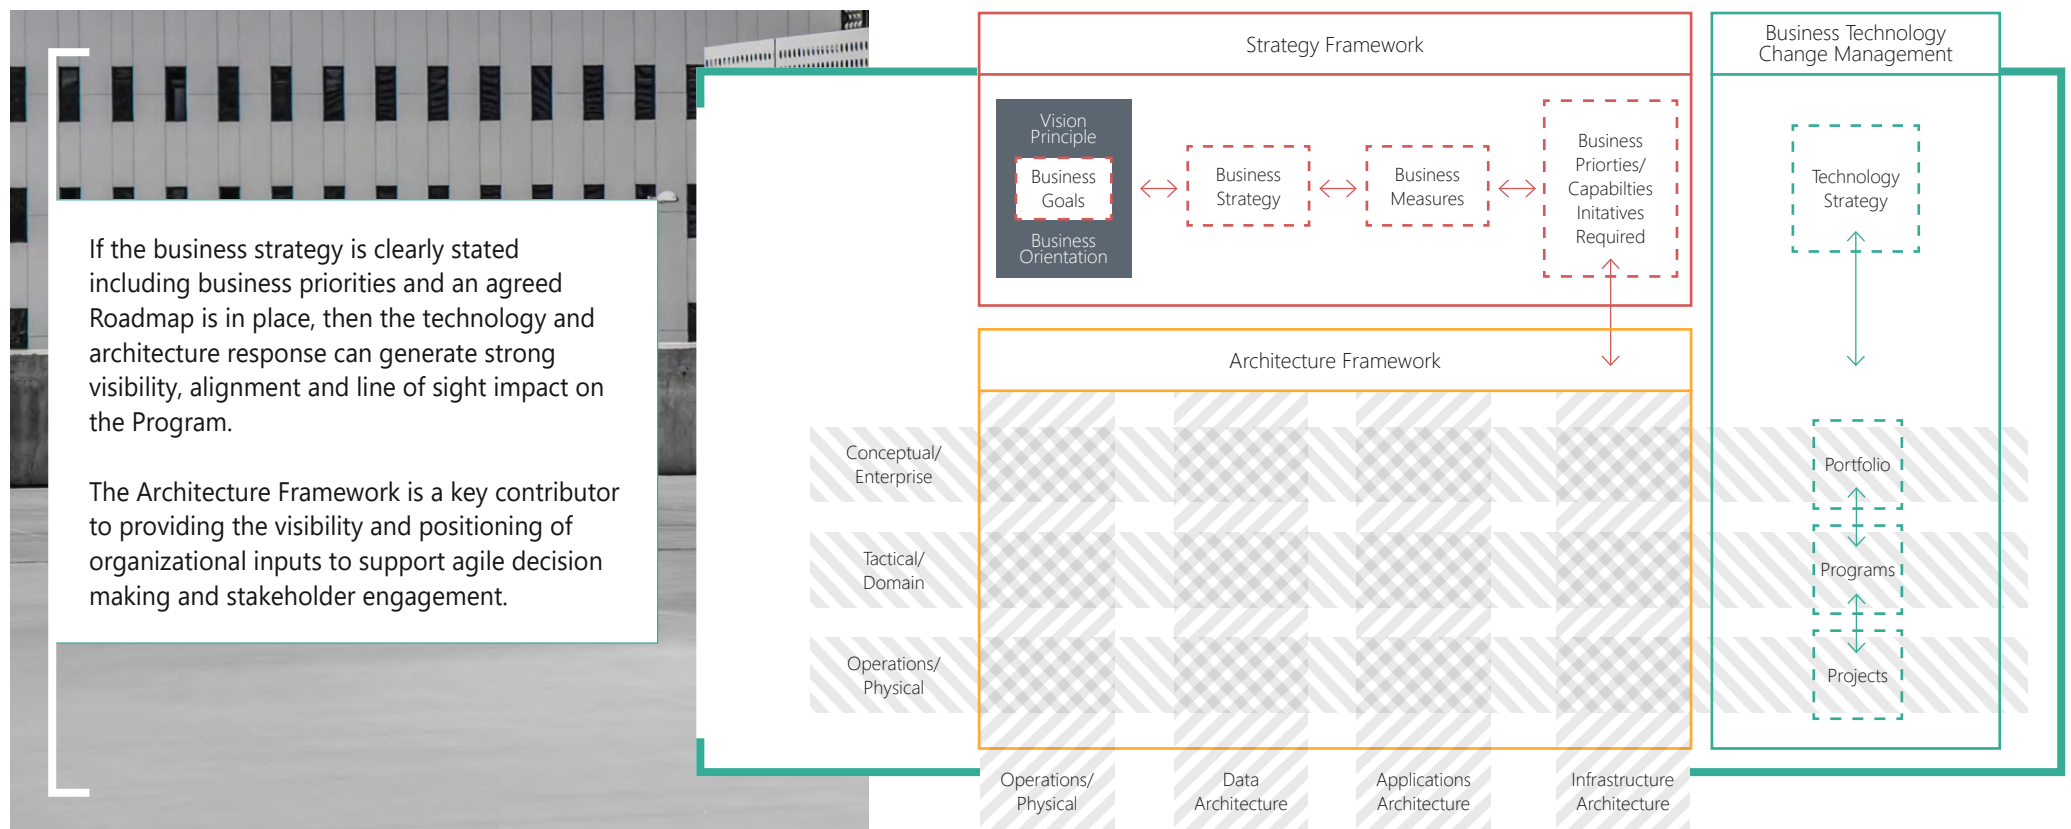 If the business strategy is clearly stated
including business priorities and an agreed
Roadmap is in place, then the technology and
architecture response can generate strong
visibility, alignment and line of sight impact on
the Program.
The Architecture Framework is a key contributor
to providing the visibility and positioning of
organizational inputs to support agile decision
making and stakeholder engagement.
Strategy Framework
Vision
Principle
Business
Goals
Business
Orientation
Business
Strategy
Business
Measures
Business
Priorties/
Capabilties
Initatives
Required
Architecture Framework
Conceptual/
Enterprise
Tactical/
Domain
Operations/
Physical
Operations/
Physical
Data
Architecture
Applications
Architecture
Infrastructure
Architecture
Business Technology
Change Management
Technology
Strategy
Portfolio
Programs
Projects